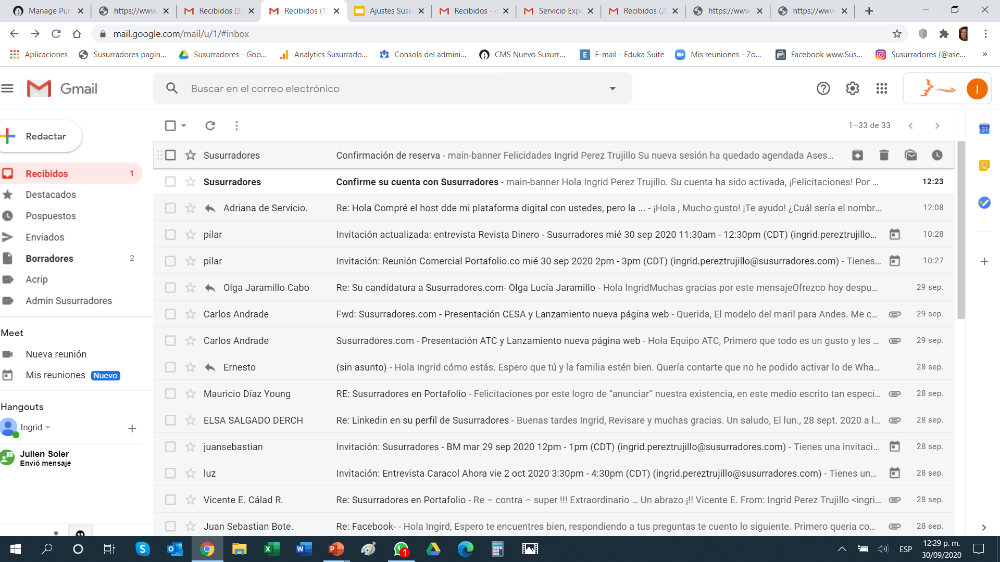 Manage Pur
https://www.
Recibidos (3)
Recibidos (1)
Ajustes Susu
Recibidos - e
Servicio Exp
Recibidos (2
https://www
https://www
mail.google.com/mail/u/1/#inbox
Aplicaciones
Susurradores pagin...
Susurradores - Goo...
Analytics Susurrado...
Consola del admini...
CMS Nuevo Susurr...
E-mail - Eduka Suite
Mis reuniones - Zo...
Facebook www.Sus...
Susurradores (@ase...
»
Gmail
Buscar en el correo electrónico
I
Redactar
1–33 de 33
Recibidos 1
Destacados
Pospuestos
Enviados
Borradores 2
Acrip
Admin Susurradores
Meet
Nueva reunión
Mis reuniones Nuevo
Hangouts
Ingrid
Julien Soler
Envió mensaje
Susurradores Confirmación de reserva - main-banner Felicidades Ingrid Perez Trujillo Su nueva sesión ha quedado agendada Ases...
Susurradores Confirme su cuenta con Susurradores - main-banner Hola Ingrid Perez Trujillo. Su cuenta ha sido activada, ¡Felicitaciones! Por ... 12:23
Adriana de Servicio. Re: Hola Compré el host dde mi plataforma digital con ustedes, pero la ... - ¡Hola , Mucho gusto! ¡Te ayudo! ¿Cuál sería el nombr... 12:08
pilar Invitación actualizada: entrevista Revista Dinero - Susurradores mié 30 sep 2020 11:30am - 12:30pm (CDT) (ingrid.pereztrujillo... 10:28
pilar Invitación: Reunión Comercial Portafolio.co mié 30 sep 2020 2pm - 3pm (CDT) (ingrid.pereztrujillo@susurradores.com) - Tienes... 10:27
Olga Jaramillo Cabo Re: Su candidatura a Susurradores.com- Olga Lucía Jaramillo - Hola IngridMuchas gracias por este mensajeOfrezco hoy despu... 29 sep.
Carlos Andrade Fwd: Susurradores.com - Presentación CESA y Lanzamiento nueva página web - Querida, El modelo del maril para Andes. Me c... 29 sep.
Carlos Andrade Susurradores.com - Presentación ATC y Lanzamiento nueva página web - Hola Equipo ATC, Primero que todo es un gusto y les ... 29 sep.
Ernesto (sin asunto) - Hola Ingrid cómo estás. Espero que tú y la familia estén bien. Quería contarte que no he podido activar lo de Wha... 28 sep.
Mauricio Díaz Young RE: Susurradores en Portafolio - Felicitaciones por este logro de “anunciar” nuestra existencia, en este medio escrito tan especi... 28 sep.
ELSA SALGADO DERCH Re: Linkedin en su perfil de Susurradores - Buenas tardes Ingrid, Revisare y muchas gracias. Un saludo, El lun., 28 sept. 2020 a l... 28 sep.
juansebastian Invitación: Susurradores - BM mar 29 sep 2020 12pm - 1pm (CDT) (ingrid.pereztrujillo@susurradores.com) - Tienes una invitaci... 28 sep.
luz Invitación: Entrevista Caracol Ahora vie 2 oct 2020 3:30pm - 4:30pm (CDT) (ingrid.pereztrujillo@susurradores.com) - Tienes un... 28 sep.
Vicente E. Cálad R. Re: Susurradores en Portafolio - Re – contra – super !!! Extraordinario ... Un abrazo ¡!! Vicente E. From: Ingrid Perez Trujillo <ingri... 28 sep.
Juan Sebastian Bote. Re: Facebook- - Hola Ingird, Espero te encuentres bien, respondiendo a tus preguntas te cuento lo siguiente. Primero queria co... 28 sep.
31
1
ESP
12:29 p. m.
30/09/2020